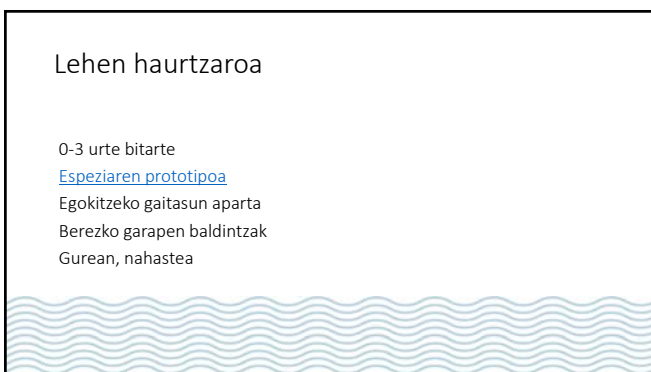 Lehen haurtzaroa
0-3 urte bitarte
Espeziaren prototipoa
Egokitzeko gaitasun aparta
Berezko garapen baldintzak
Gurean, nahastea